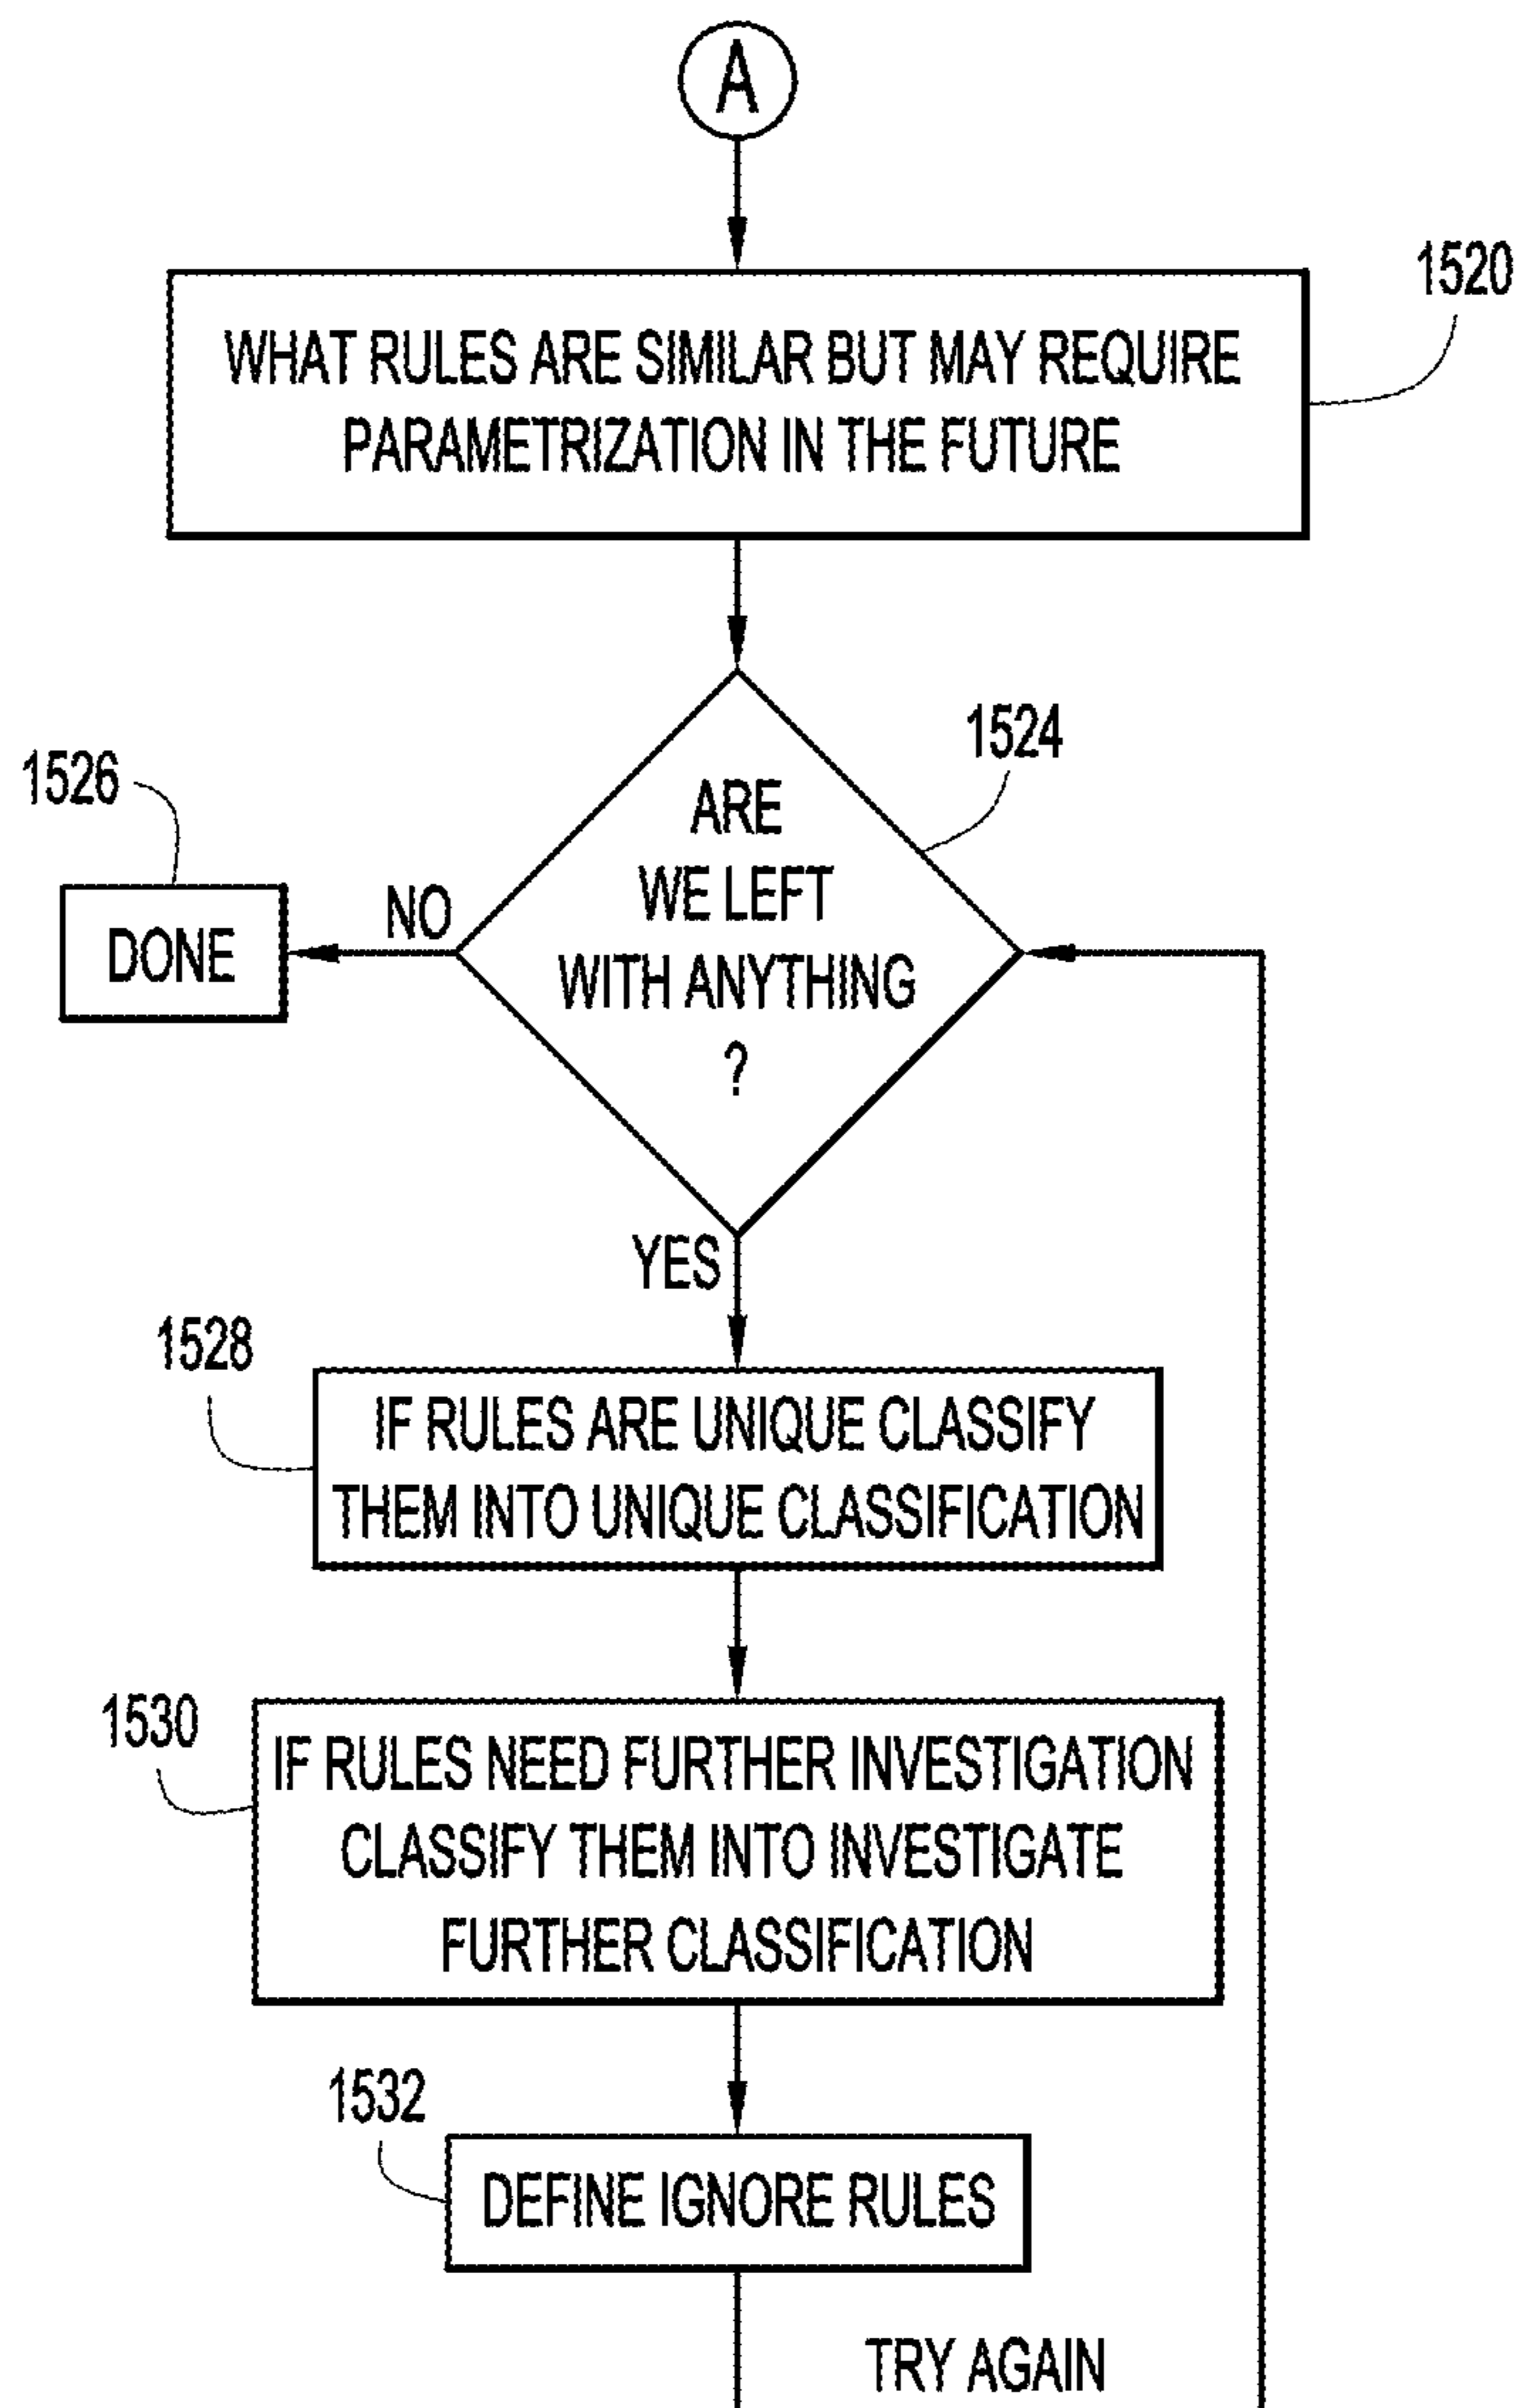 A
1520
WHAT RULES ARE SIMILAR BUT MAY REQUIRE
PARAMETRIZATION IN THE FUTURE
1524
1526
ARE
WE LEFT
WITH ANYTHING
?
NO
DONE
YES
1528
IF RULES ARE UNIQUE CLASSIFY
THEM INTO UNIQUE CLASSIFICATION
1530
IF RULES NEED FURTHER INVESTIGATION
CLASSIFY THEM INTO INVESTIGATE
FURTHER CLASSIFICATION
1532
DEFINE IGNORE RULES
TRY AGAIN